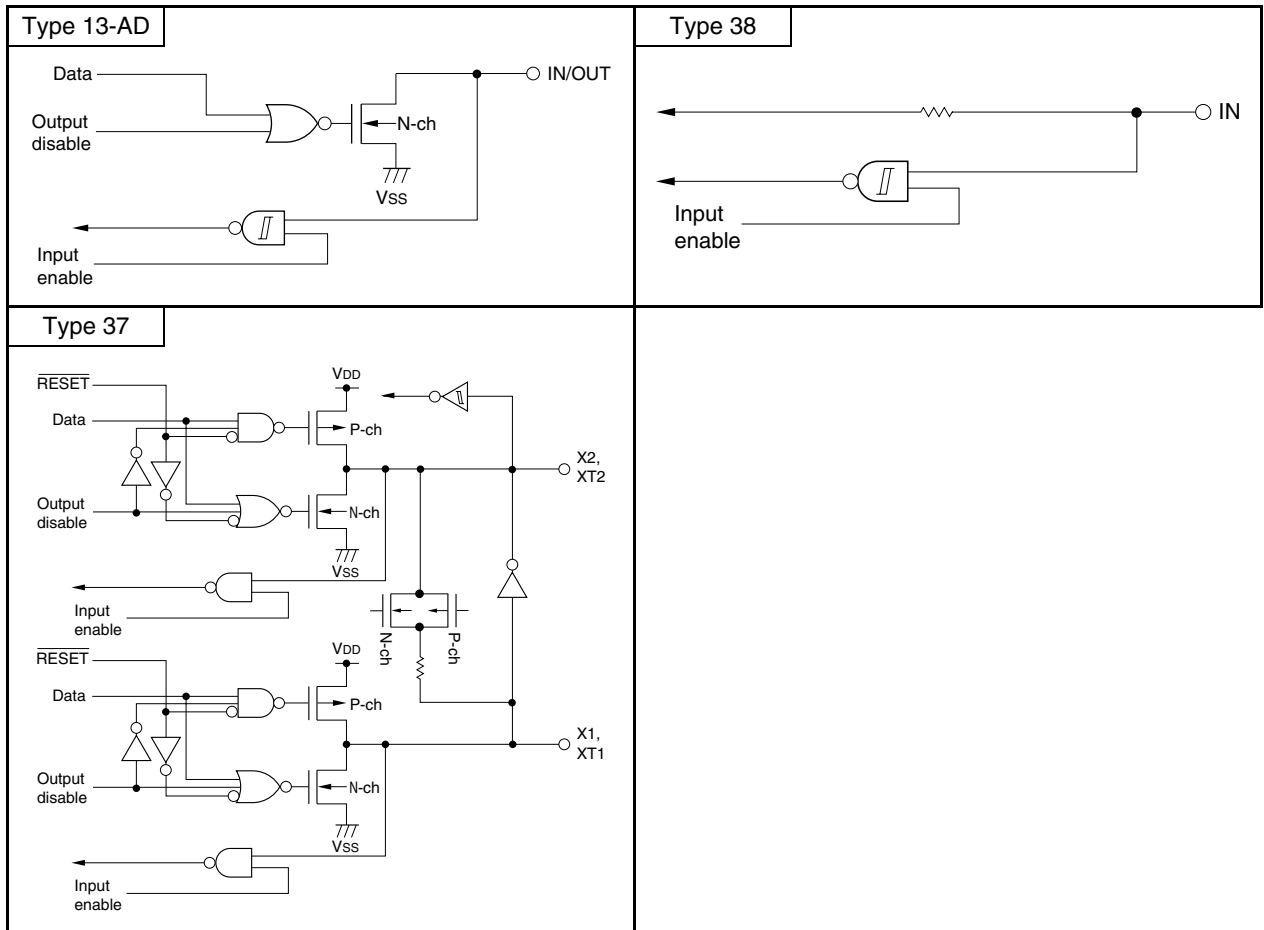 Type 13-AD
Data
IN/OUT
Output
disable
N-ch
VSS
Input
enable
Type 38
IN
Input
enable
Type 37
RESET
VDD
Data
P-ch
X2,
XT2
Output
disable
N-ch
VSS
Input
enable
N-ch
P-ch
RESET
VDD
Data
P-ch
X1,
XT1
Output
disable
N-ch
VSS
Input
enable